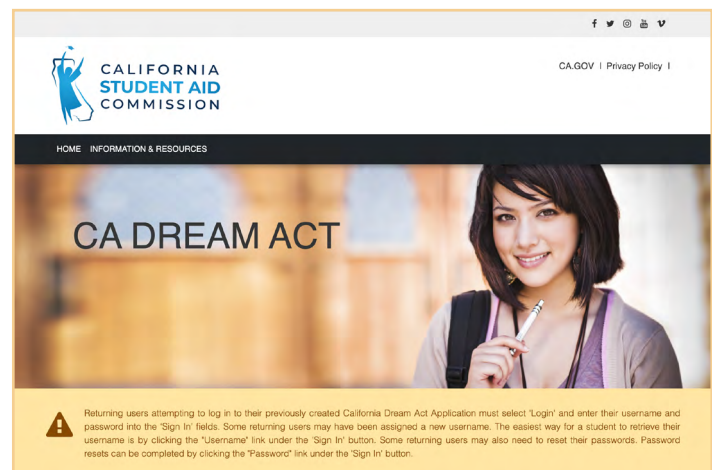 CA.GOV | Privacy Policy |
CALIFORNIA
STUDENT AID
COMMISSION
HOME INFORMATION & RESOURCES
CA DREAM ACT
Returning users attempting to log in to their previously created California Dream Act Application must select 'Login' and enter their username and
password into the 'Sign In' fields. Some returning users may have been assigned a new username. The easiest way for a student to retrieve their
username is by clicking the "Username" link under the 'Sign In' button. Some returning users may also need to reset their passwords. Password
resets can be completed by clicking the "Password" link under the 'Sign In' button.